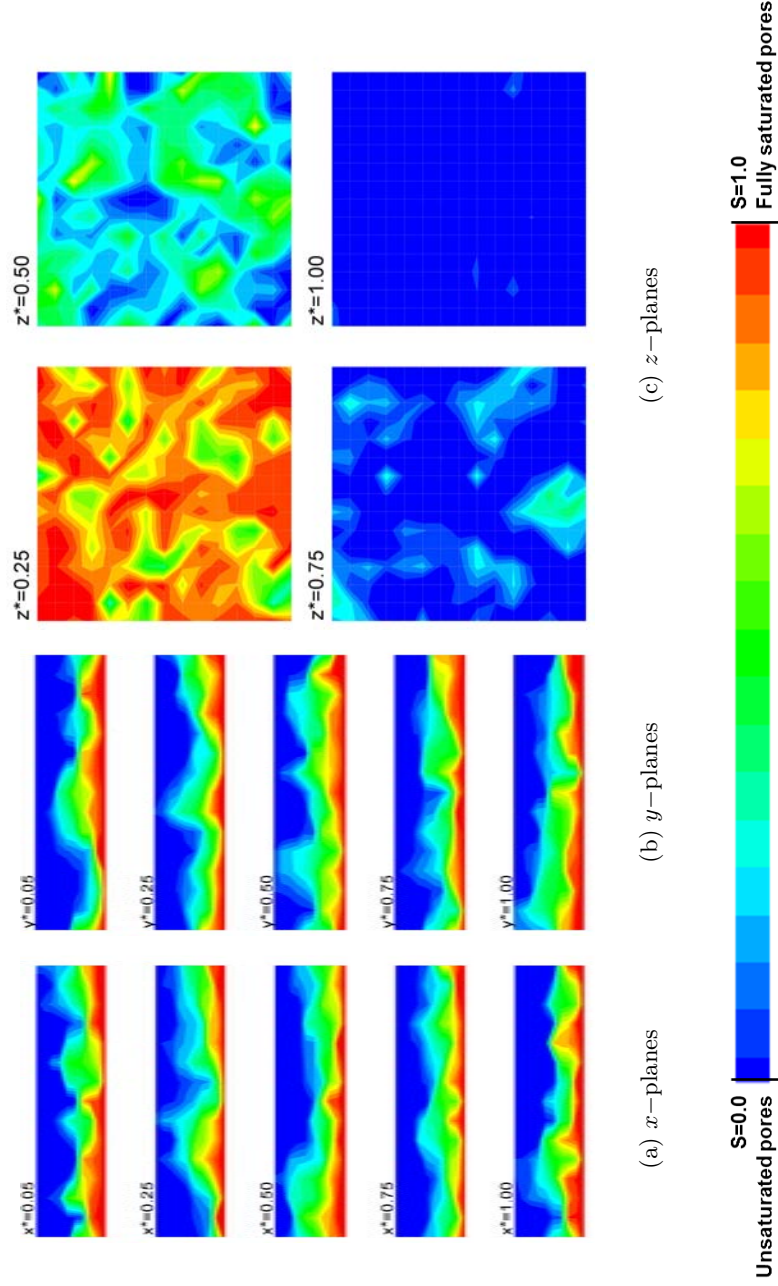 x*=0.05
x*=0.25
x*=0.50
x*=0.75
x*=1.00
(a) x−planes
y*=0.05
y*=0.25
y*=0.50
y*=0.75
y*=1.00
(b) y−planes
z*=0.25
z*=0.50
z*=0.75
z*=1.00
(c) z−planes
S=0.0
Unsaturated pores
S=1.0
Fully saturated pores